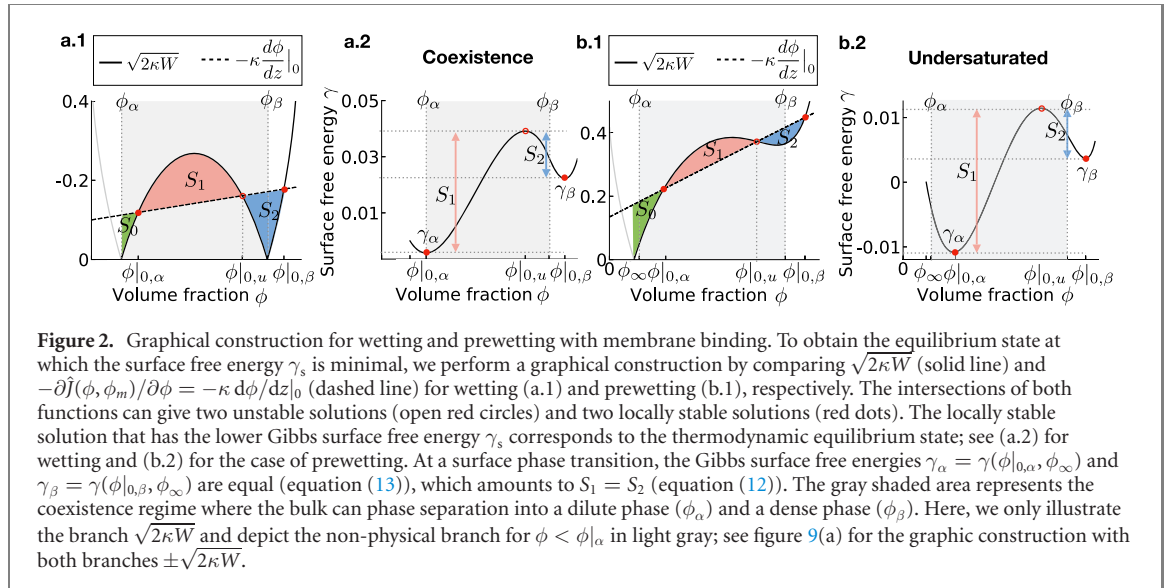 a.1
√2κW
−κ dϕ/dz|₀
0.4
-0.2
0
ϕα
ϕβ
S₀
S₁
S₂
ϕ|₀,α
ϕ|₀,u
ϕ|₀,β
Volume fraction ϕ
a.2
Coexistence
Surface free energy γ
0.05
0.03
0.01
ϕα
ϕβ
S₁
S₂
γα
γβ
ϕ|₀,α
ϕ|₀,u
ϕ|₀,β
Volume fraction ϕ
b.1
√2κW
−κ dϕ/dz|₀
0.4
0.2
0.0
0
ϕα
ϕβ
S₀
S₁
S₂
ϕ∞
ϕ|₀,α
ϕ|₀,u
ϕ|₀,β
Volume fraction ϕ
b.2
Undersaturated
Surface free energy γ
0.01
0
-0.01
0
ϕα
ϕβ
S₁
S₂
γα
γβ
ϕ∞
ϕ|₀,α
ϕ|₀,u
ϕ|₀,β
Volume fraction ϕ
Figure 2. Graphical construction for wetting and prewetting with membrane binding. To obtain the equilibrium state at
which the surface free energy γs is minimal, we perform a graphical construction by comparing √2κW (solid line) and
−∂Ĵ(ϕ, ϕm)/∂ϕ = −κ dϕ/dz|₀ (dashed line) for wetting (a.1) and prewetting (b.1), respectively. The intersections of both
functions can give two unstable solutions (open red circles) and two locally stable solutions (red dots). The locally stable
solution that has the lower Gibbs surface free energy γs corresponds to the thermodynamic equilibrium state; see (a.2) for
wetting and (b.2) for the case of prewetting. At a surface phase transition, the Gibbs surface free energies γα = γ(ϕ|₀,α, ϕ∞) and
γβ = γ(ϕ|₀,β, ϕ∞) are equal (equation (13)), which amounts to S₁ = S₂ (equation (12)). The gray shaded area represents the
coexistence regime where the bulk can phase separation into a dilute phase (ϕα) and a dense phase (ϕβ). Here, we only illustrate
the branch √2κW and depict the non-physical branch for ϕ < ϕ|α in light gray; see figure 9(a) for the graphic construction with
both branches ±√2κW.